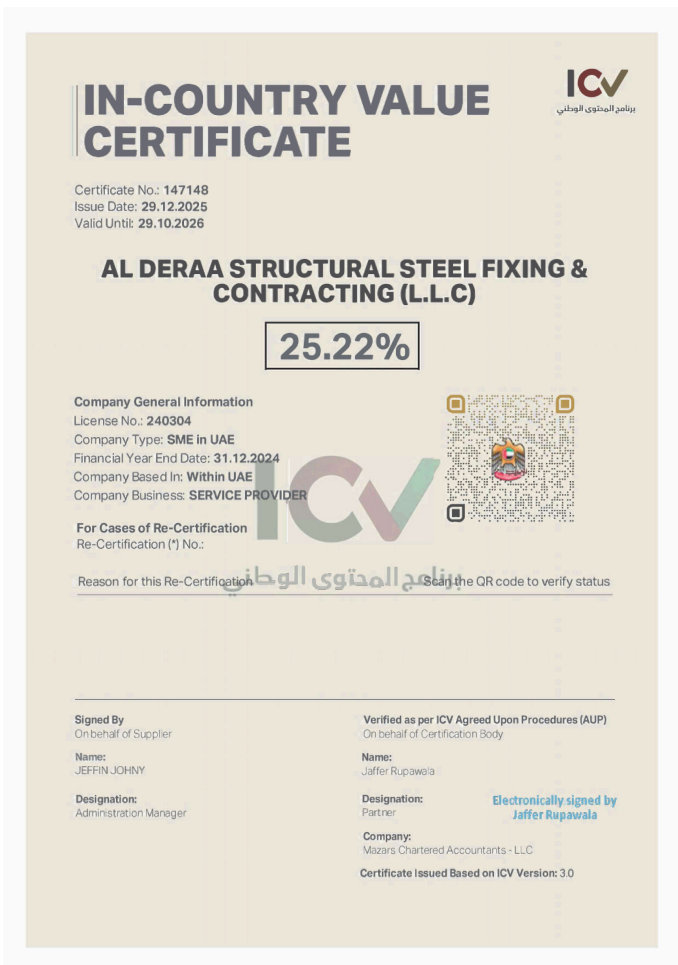 ICV
برنامج المحتوى الوطني
IN-COUNTRY VALUE
CERTIFICATE
Certificate No.: 147148
Issue Date: 29.12.2025
Valid Until: 29.10.2026
AL DERAA STRUCTURAL STEEL FIXING &
CONTRACTING (L.L.C)
25.22%
Company General Information
License No.: 240304
Company Type: SME in UAE
Financial Year End Date: 31.12.2024
Company Based In: Within UAE
Company Business: SERVICE PROVIDER
ICV
For Cases of Re-Certification
Re-Certification (*) No.:
برنامج المحتوى الوطني
Reason for this Re-Certification
Scan the QR code to verify status
Signed By
On behalf of Supplier
Name:
JEFFIN JOHNY
Designation:
Administration Manager
Verified as per ICV Agreed Upon Procedures (AUP)
On behalf of Certification Body
Name:
Jaffer Rupawala
Designation:
Partner
Electronically signed by
Jaffer Rupawala
Company:
Mazars Chartered Accountants - LLC
Certificate Issued Based on ICV Version: 3.0